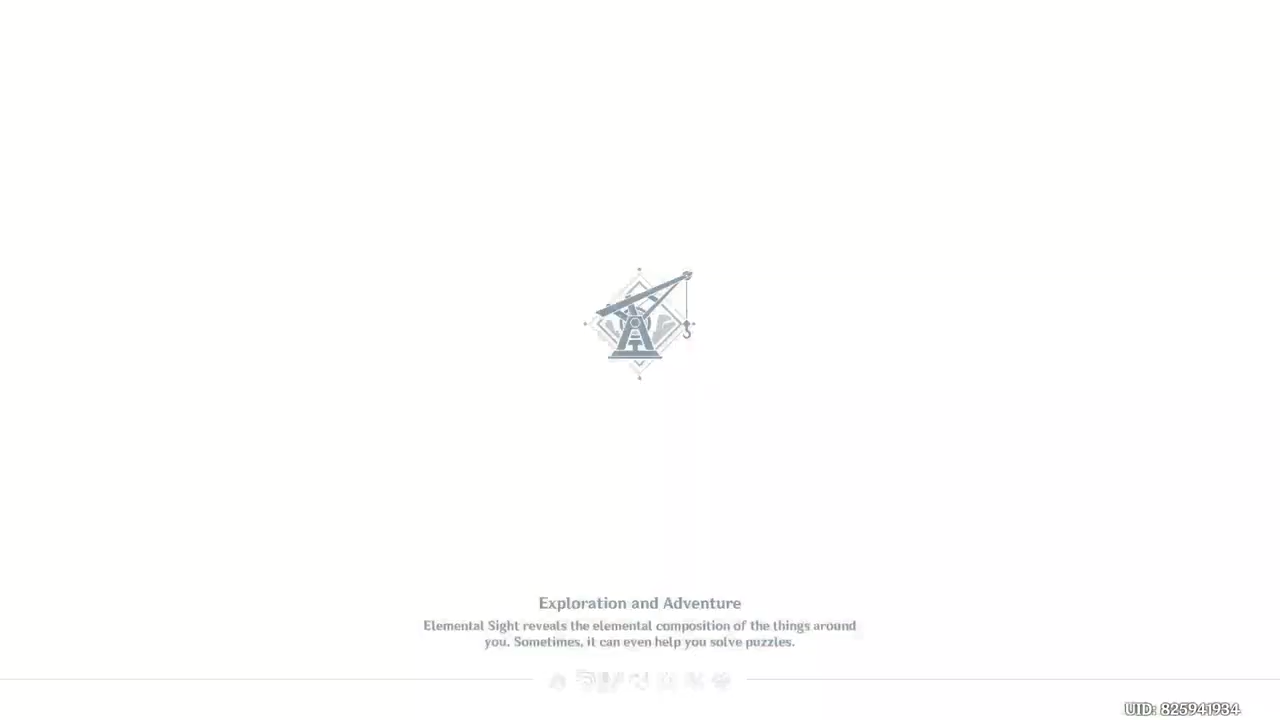 Exploration and Adventure
Elemental Sight reveals the elemental composition of the things around
you. Sometimes, it can even help you solve puzzles.
UID: 825941934